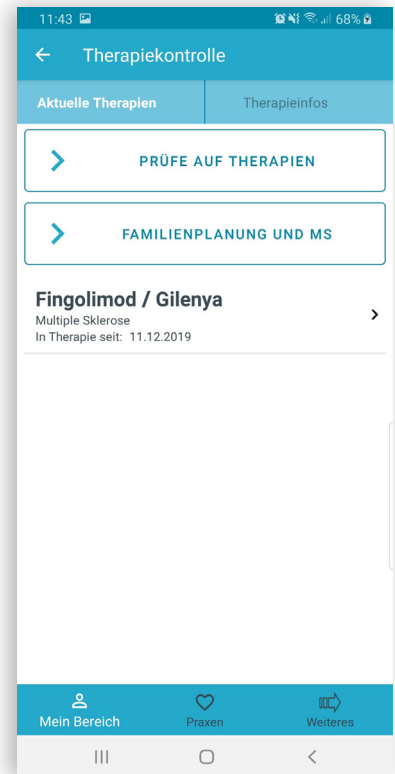 11:43 68%
Therapiekontrolle
Aktuelle Therapien Therapieinfos
PRÜFE AUF THERAPIEN
FAMILIENPLANUNG UND MS
Fingolimod / Gilenya
Multiple Sklerose
In Therapie seit: 11.12.2019
Mein Bereich Praxen Weiteres